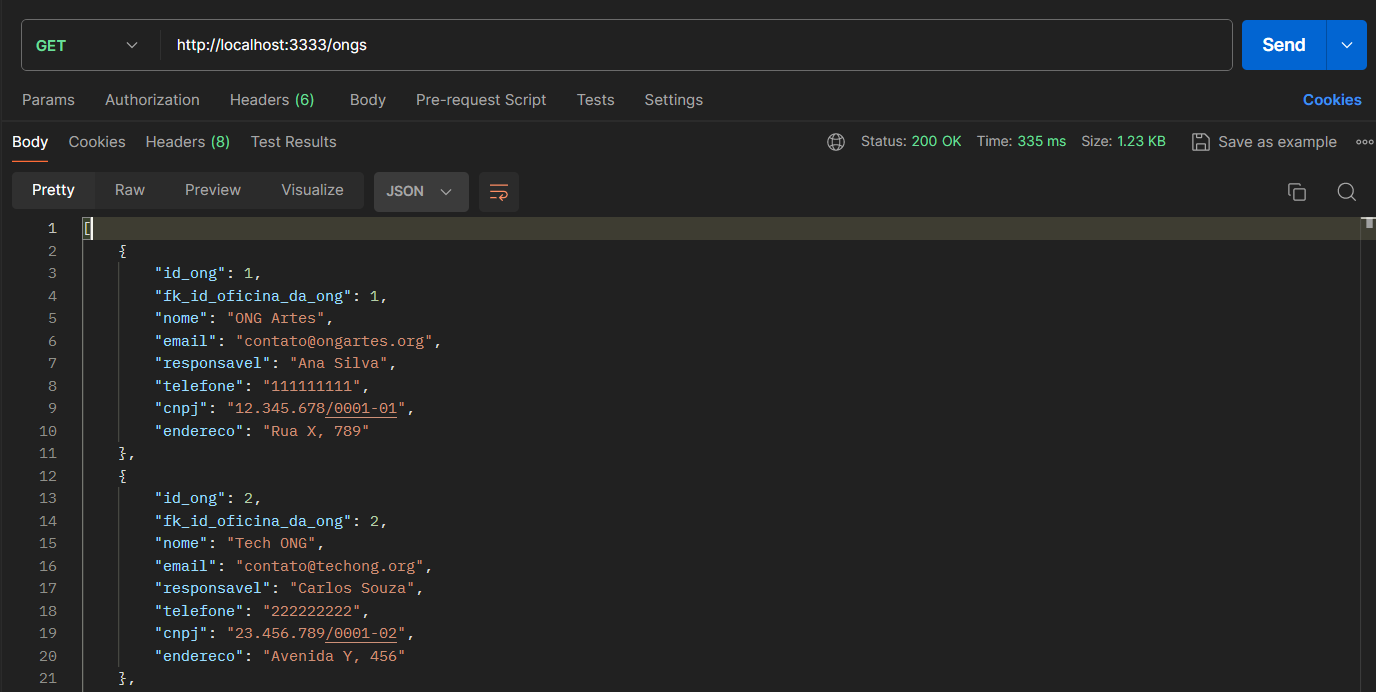 GET http://localhost:3333/ongs Send
Params Authorization Headers (6) Body Pre-request Script Tests Settings Cookies
Body Cookies Headers (8) Test Results Status: 200 OK Time: 335 ms Size: 1.23 KB Save as example
Pretty Raw Preview Visualize JSON
1 [
2 {
3 "id_ong": 1,
4 "fk_id_oficina_da_ong": 1,
5 "nome": "ONG Artes",
6 "email": "contato@ongartes.org",
7 "responsavel": "Ana Silva",
8 "telefone": "111111111",
9 "cnpj": "12.345.678/0001-01",
10 "endereco": "Rua X, 789"
11 },
12 {
13 "id_ong": 2,
14 "fk_id_oficina_da_ong": 2,
15 "nome": "Tech ONG",
16 "email": "contato@techong.org",
17 "responsavel": "Carlos Souza",
18 "telefone": "222222222",
19 "cnpj": "23.456.789/0001-02",
20 "endereco": "Avenida Y, 456"
21 },